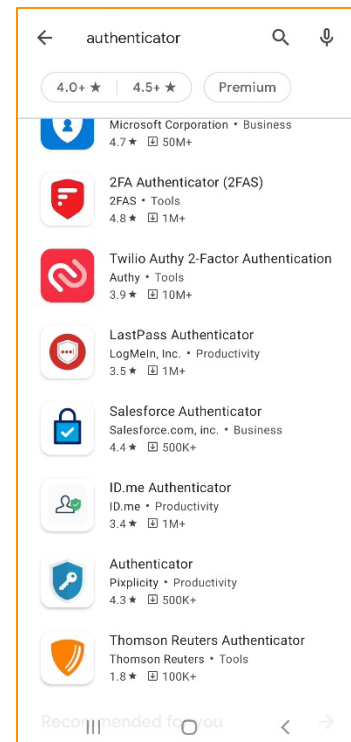 authenticator
4.0+ ★ | 4.5+ ★
Premium
Microsoft Corporation • Business
4.7 ★ 50M+
2FA Authenticator (2FAS)
2FAS • Tools
4.8 ★ 1M+
Twilio Authy 2-Factor Authentication
Authy • Tools
3.9 ★ 10M+
LastPass Authenticator
LogMeIn, Inc. • Productivity
3.5 ★ 1M+
Salesforce Authenticator
Salesforce.com, inc. • Business
4.4 ★ 500K+
ID.me Authenticator
ID.me • Productivity
3.4 ★ 1M+
Authenticator
Pixplicity • Productivity
4.3 ★ 500K+
Thomson Reuters Authenticator
Thomson Reuters • Tools
1.8 ★ 100K+
Recommended for you